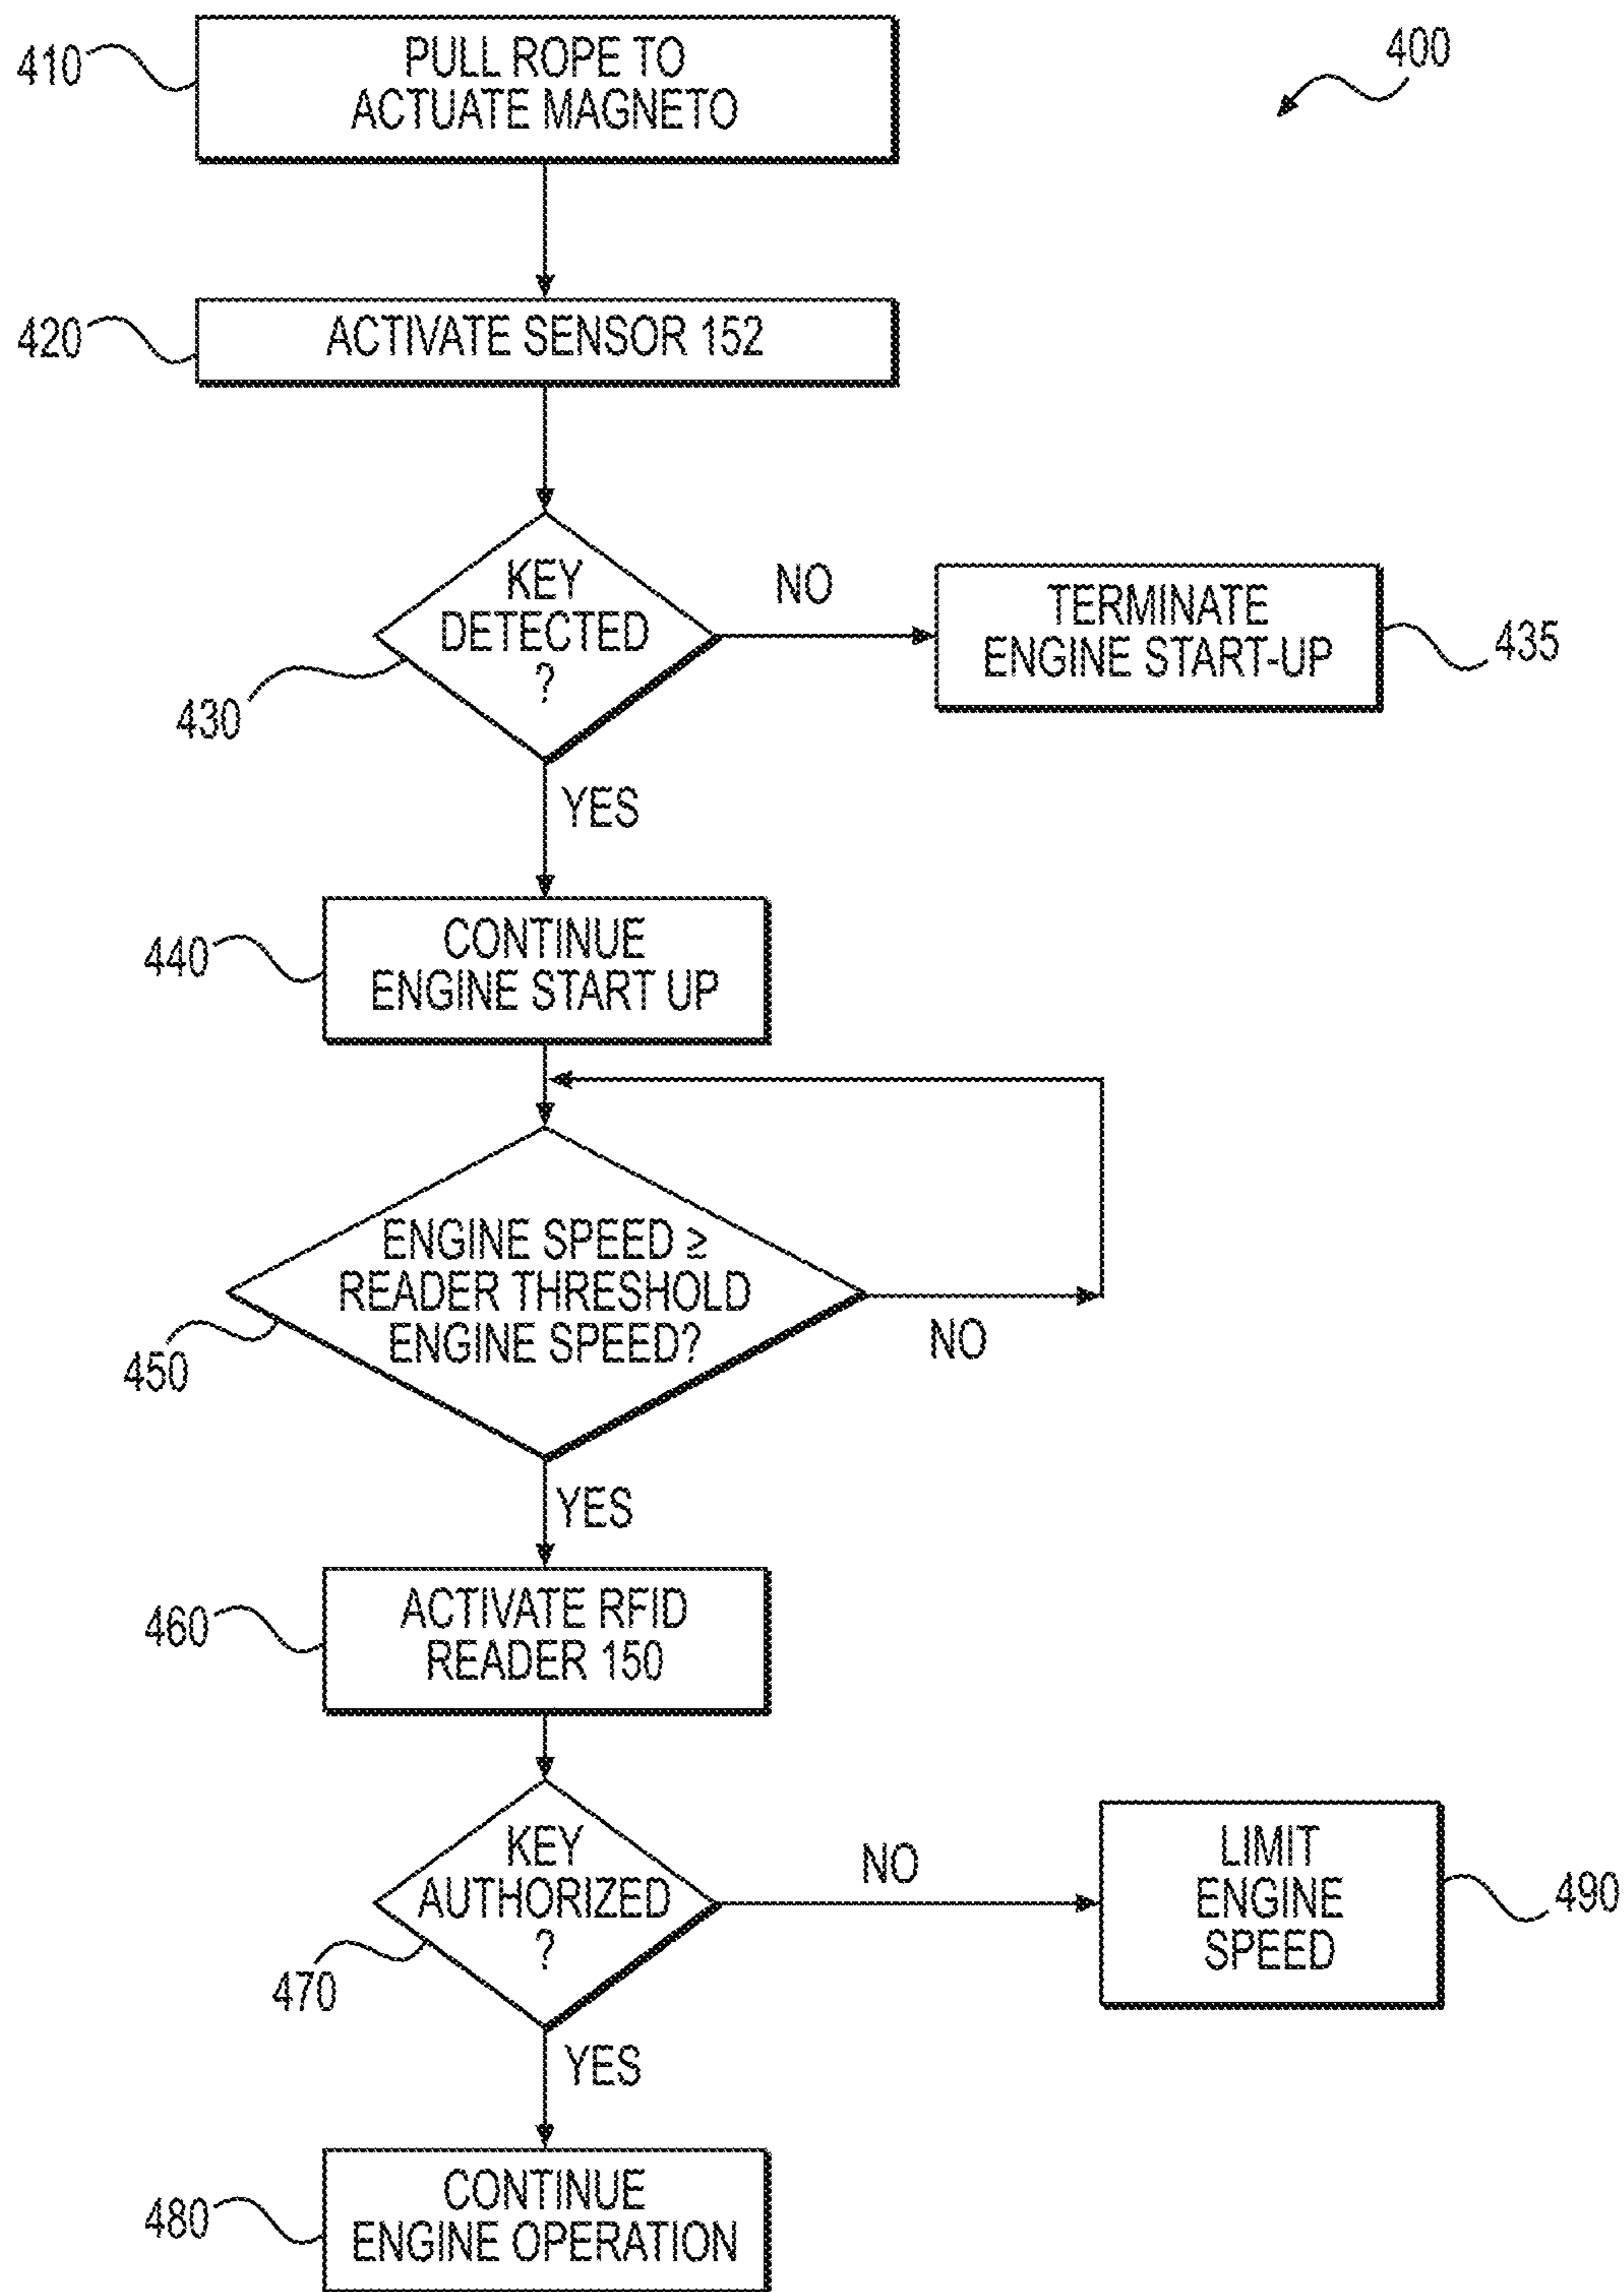 410
PULL ROPE TO
ACTUATE MAGNETO
400
420
ACTIVATE SENSOR 152
KEY
DETECTED
?
430
NO
TERMINATE
ENGINE START-UP
435
YES
440
CONTINUE
ENGINE START UP
ENGINE SPEED ≥
READER THRESHOLD
ENGINE SPEED?
450
NO
YES
460
ACTIVATE RFID
READER 150
KEY
AUTHORIZED
?
470
NO
LIMIT
ENGINE
SPEED
490
YES
480
CONTINUE
ENGINE OPERATION